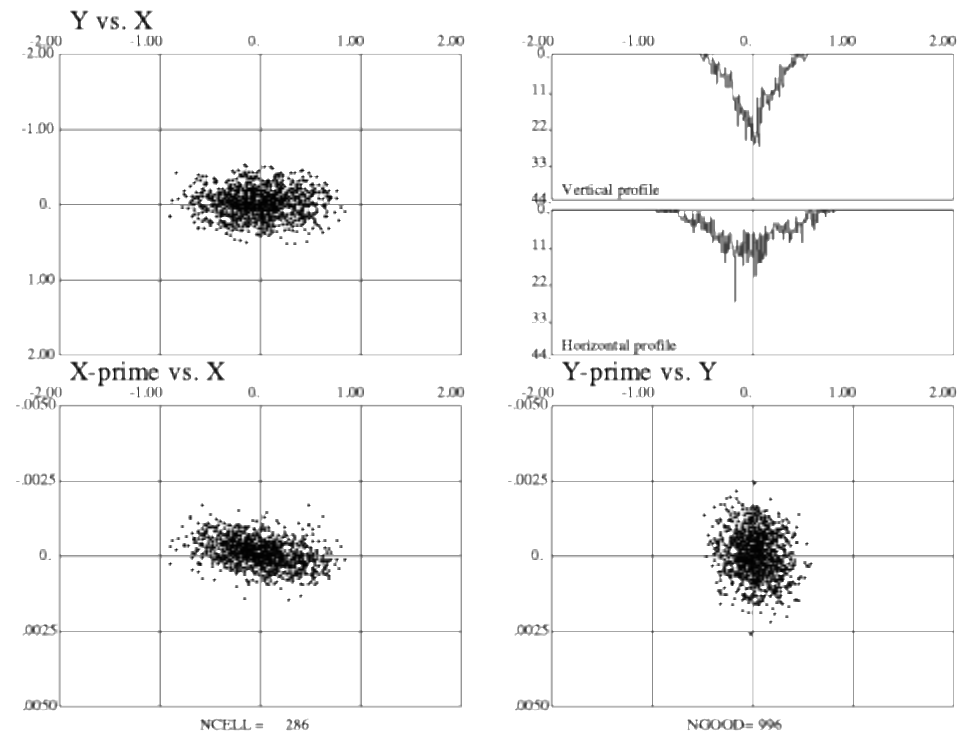 Y vs. X
-2.00 -1.00 0. 1.00 2.00
-2.00
-1.00
0.
1.00
2.00
-2.00 -1.00 0. 1.00 2.00
0.
11.
22.
33.
44.
Vertical profile
0.
11.
22.
33.
44.
Horizontal profile
X-prime vs. X
-2.00 -1.00 0. 1.00 2.00
-.0050
-.0025
0.
.0025
.0050
NCELL = 286
Y-prime vs. Y
-2.00 -1.00 0. 1.00 2.00
-.0050
-.0025
0.
.0025
.0050
NGOOD= 996